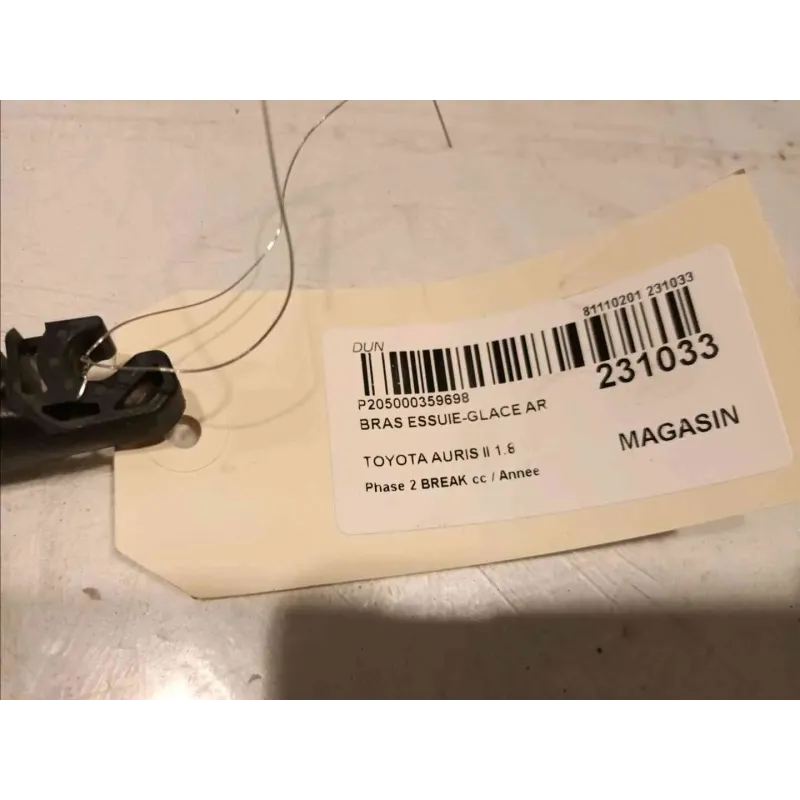 DUN
81110201 231033
P205000359698
231033
BRAS ESSUIE-GLACE AR
MAGASIN
TOYOTA AURIS II 1.8
Phase 2 BREAK cc / Annee